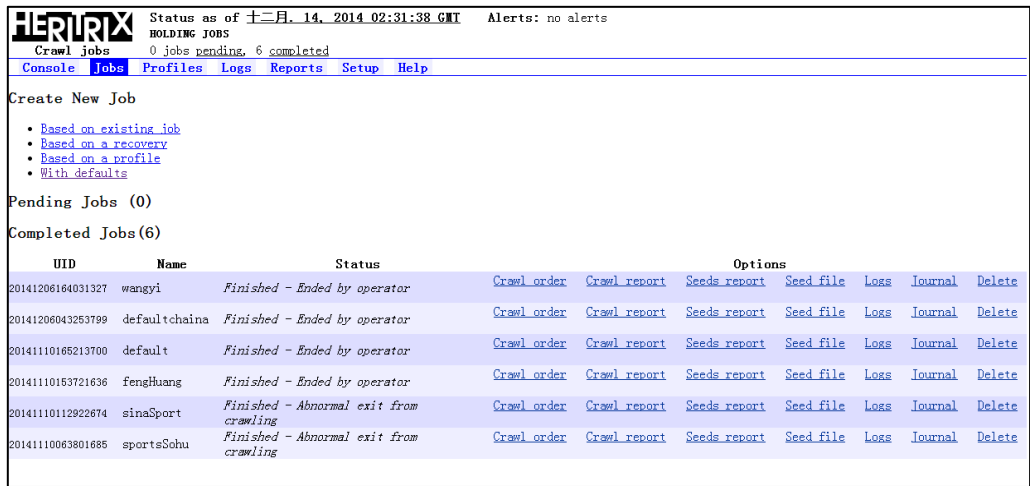 HERITRIX Status as of 十二月. 14, 2014 02:31:38 GMT Alerts: no alerts
HOLDING JOBS
Crawl jobs 0 jobs pending, 6 completed
Console Jobs Profiles Logs Reports Setup Help
Create New Job
Based on existing job
Based on a recovery
Based on a profile
With defaults
Pending Jobs (0)
Completed Jobs(6)
UID Name Status Options
20141206164031327 wangyi Finished - Ended by operator Crawl order Crawl report Seeds report Seed file Logs Journal Delete
20141206043253799 defaultchaina Finished - Ended by operator Crawl order Crawl report Seeds report Seed file Logs Journal Delete
20141110165213700 default Finished - Ended by operator Crawl order Crawl report Seeds report Seed file Logs Journal Delete
20141110153721636 fengHuang Finished - Ended by operator Crawl order Crawl report Seeds report Seed file Logs Journal Delete
20141110112922674 sinaSport Finished - Abnormal exit from Crawl order Crawl report Seeds report Seed file Logs Journal Delete
crawling
20141110063801685 sportsSohu Finished - Abnormal exit from Crawl order Crawl report Seeds report Seed file Logs Journal Delete
crawling